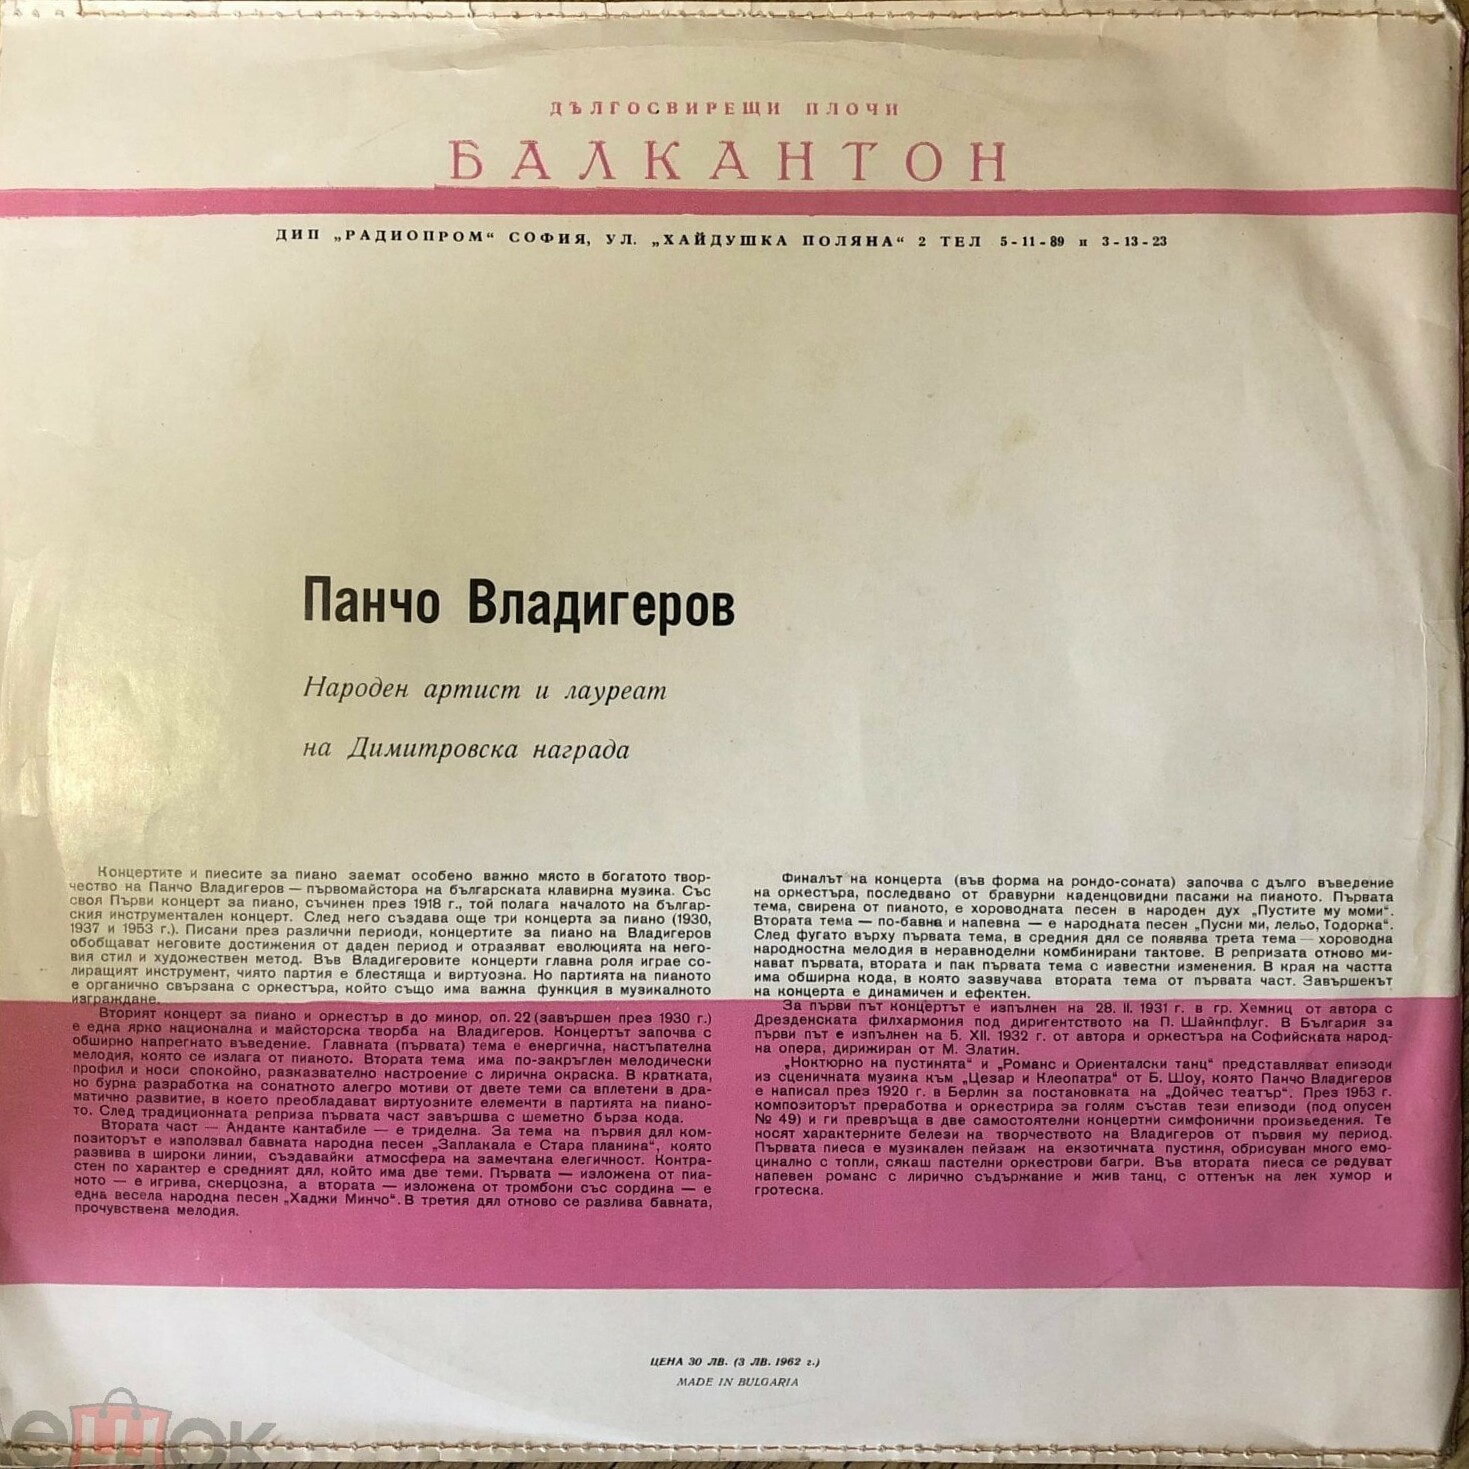 ДЪЛГОСВИРЕЩИ ПЛОЧИ
БАЛКАНТОН
ДИП „РАДИОПРОМ“ СОФИЯ, УЛ. „ХАЙДУШКА ПОЛЯНА“ 2 ТЕЛ 5-11-89 и 3-13-23
Панчо Владигеров
Народен артист и лауреат
на Димитровска награда
Концертите и пиесите за пиано заемат особено важно място в богатото твор-
чество на Панчо Владигеров — първомайстора на българската клавирна музика. Със
своя Първи концерт за пиано, съчинен през 1918 г., той полага началото на българ-
ския инструментален концерт. След него създава още три концерта за пиано (1930,
1937 и 1953 г.). Писани през различни периоди, концертите за пиано на Владигеров
обобщават неговите достижения от даден период и отразяват еволюцията на него-
вия стил и художествен метод. Във Владигеровите концерти главна роля играе со-
лиращият инструмент, чиято партия е блестяща и виртуозна. Но партията на пианото
е органично свързана с оркестъра, който също има важна функция в музикалното
изграждане.
Вторият концерт за пиано и оркестър в до минор, оп. 22 (завършен през 1930 г.)
е една ярко национална и майсторска творба на Владигеров. Концертът започва с
обширно напрегнато въведение. Главната (първата) тема е енергична, настъпателна
мелодия, която се излага от пианото. Втората тема има по-закръглен мелодически
профил и носи спокойно, разказвателно настроение с лирична окраска. В кратката,
но бурна разработка на сонатното алегро мотиви от двете теми са вплетени в дра-
матично развитие, в което преобладават виртуозните елементи в партията на пиано-
то. След традиционната реприза първата част завършва с шеметно бърза кода.
Втората част — Анданте кантабиле — е триделна. За тема на първия дял ком-
позиторът е използвал бавната народна песен „Заплакала е Стара планина“, която
развива в широки линии, създавайки атмосфера на замечтана елегичност. Контра-
стен по характер е средният дял, който има две теми. Първата — изложена от пиа-
ното — е игрива, скерцозна, а втората — изложена от тромбони със сордина — е
една весела народна песен „Хаджи Минчо“. В третия дял отново се разлива бавната,
прочувствена мелодия.
Финалът на концерта (във форма на рондо-соната) започва с дълго въведение
на оркестъра, последвано от бравурни каденцовидни пасажи на пианото. Първата
тема, свирена от пианото, е хороводната песен в народен дух „Пустите му моми“.
Втората тема — по-бавна и напевна — е народната песен „Пусни ми, лельо, Тодорка“.
След фугато върху първата тема, в средния дял се появява трета тема — хороводна
народностна мелодия в неравноделни комбинирани тактове. В репризата отново ми-
нават първата, втората и пак първата тема с известни изменения. В края на частта
има обширна кода, в която зазвучава втората тема от първата част. Завършекът
на концерта е динамичен и ефектен.
За първи път концертът е изпълнен на 28. II. 1931 г. в гр. Хемниц от автора с
Дрезденската филхармония под диригентството на П. Шайнпфлуг. В България за
първи път е изпълнен на 5. XII. 1932 г. от автора и оркестъра на Софийската народ-
на опера, дирижиран от М. Златин.
„Ноктюрно на пустинята“ и „Романс и Ориенталски танц“ представляват епизоди
из сценичната музика към „Цезар и Клеопатра“ от Б. Шоу, която Панчо Владигеров
е написал през 1920 г. в Берлин за постановката на „Дойчес театър“. През 1953 г.
композиторът преработва и оркестрира за голям състав тези епизоди (под опусен
№ 49) и ги превръща в две самостоятелни концертни симфонични произведения. Те
носят характерните белези на творчеството на Владигеров от първия му период.
Първата пиеса е музикален пейзаж на екзотичната пустиня, обрисуван много емо-
ционално с топли, сякаш пастелни оркестрови багри. Във втората пиеса се редуват
напевен романс с лирично съдържание и жив танц, с оттенък на лек хумор и
гротеска.
ЦЕНА 30 ЛВ. (3 ЛВ. 1962 г.)
MADE IN BULGARIA
ешок